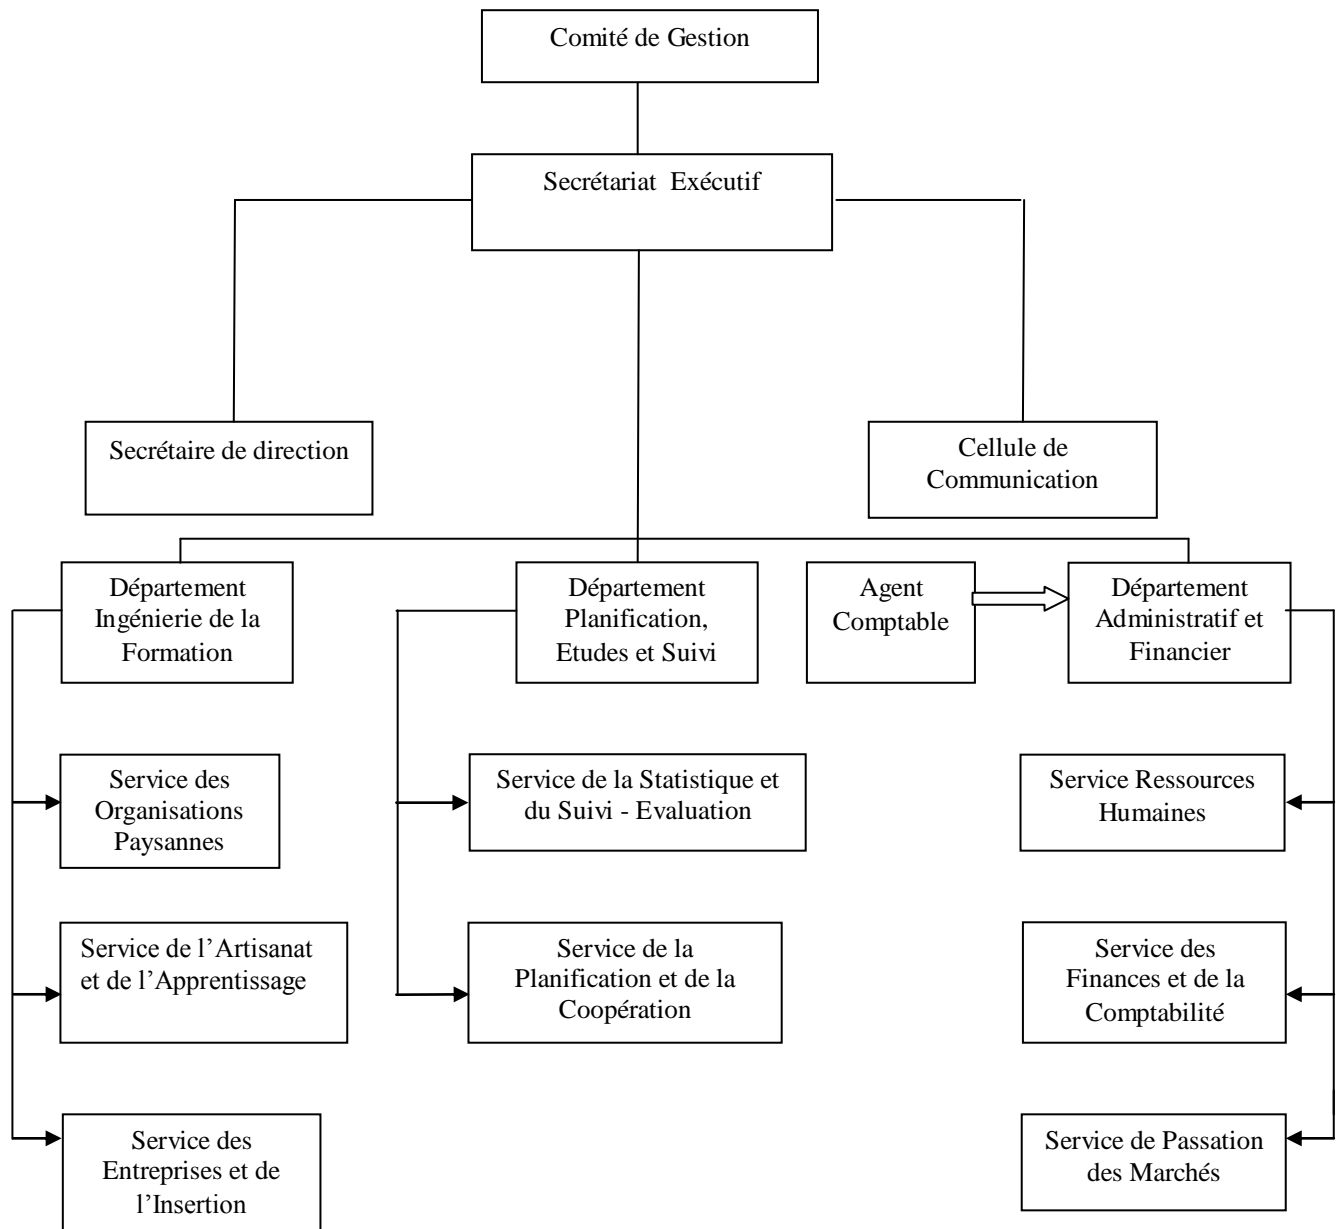 Comité de Gestion
Secrétariat Exécutif
Secrétaire de direction
Cellule de
Communication
Département
Ingénierie de la
Formation
Département
Planification,
Etudes et Suivi
Agent
Comptable
Département
Administratif et
Financier
Service des
Organisations
Paysannes
Service de la Statistique et
du Suivi - Evaluation
Service Ressources
Humaines
Service de l’Artisanat
et de l’Apprentissage
Service de la
Planification et de la
Coopération
Service des
Finances et de la
Comptabilité
Service des
Entreprises et de
l’Insertion
Service de Passation
des Marchés